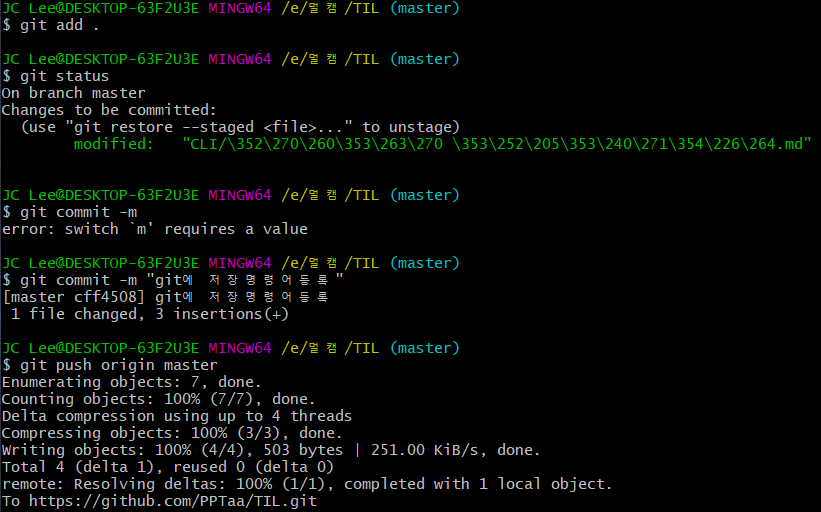 JC Lee@DESKTOP-63F2U3E MINGW64 /e/멀캠/TIL (master)
$ git add .
JC Lee@DESKTOP-63F2U3E MINGW64 /e/멀캠/TIL (master)
$ git status
On branch master
Changes to be committed:
(use "git restore --staged <file>..." to unstage)
modified: "CLI/\352\270\260\353\263\270 \353\252\205\353\240\271\354\226\264.md"
JC Lee@DESKTOP-63F2U3E MINGW64 /e/멀캠/TIL (master)
$ git commit -m
error: switch `m' requires a value
JC Lee@DESKTOP-63F2U3E MINGW64 /e/멀캠/TIL (master)
$ git commit -m "git에 저장명령어등록"
[master cff4508] git에 저장명령어등록
1 file changed, 3 insertions(+)
JC Lee@DESKTOP-63F2U3E MINGW64 /e/멀캠/TIL (master)
$ git push origin master
Enumerating objects: 7, done.
Counting objects: 100% (7/7), done.
Delta compression using up to 4 threads
Compressing objects: 100% (3/3), done.
Writing objects: 100% (4/4), 503 bytes | 251.00 KiB/s, done.
Total 4 (delta 1), reused 0 (delta 0)
remote: Resolving deltas: 100% (1/1), completed with 1 local object.
To https://github.com/PPTaa/TIL.git